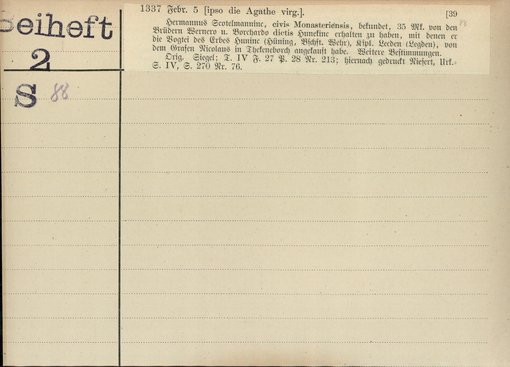 Beiheft
2
S 88
1337 Febr. 5 [ipso die Agathe virg.]. [39
Hermannus Scotelmannine, civis Monasteriensis, bekundet, 35 Mk. von den
Brüdern Wernero u. Borchardo dictis Hunekine erhalten zu haben, mit denen er
die Vogtei des Erbes Hunine (Hüning, Bschft. Wehr), Kspl. Leeden (Legden), von
dem Grafen Nicolaus in Thekeneborch angekauft habe. Weitere Bestimmungen.
Orig. Siegel: T. IV F. 27 P. 28 Nr. 213; hiernach gedruckt Niesert, Urk.-
S. IV, S. 270 Nr. 76.